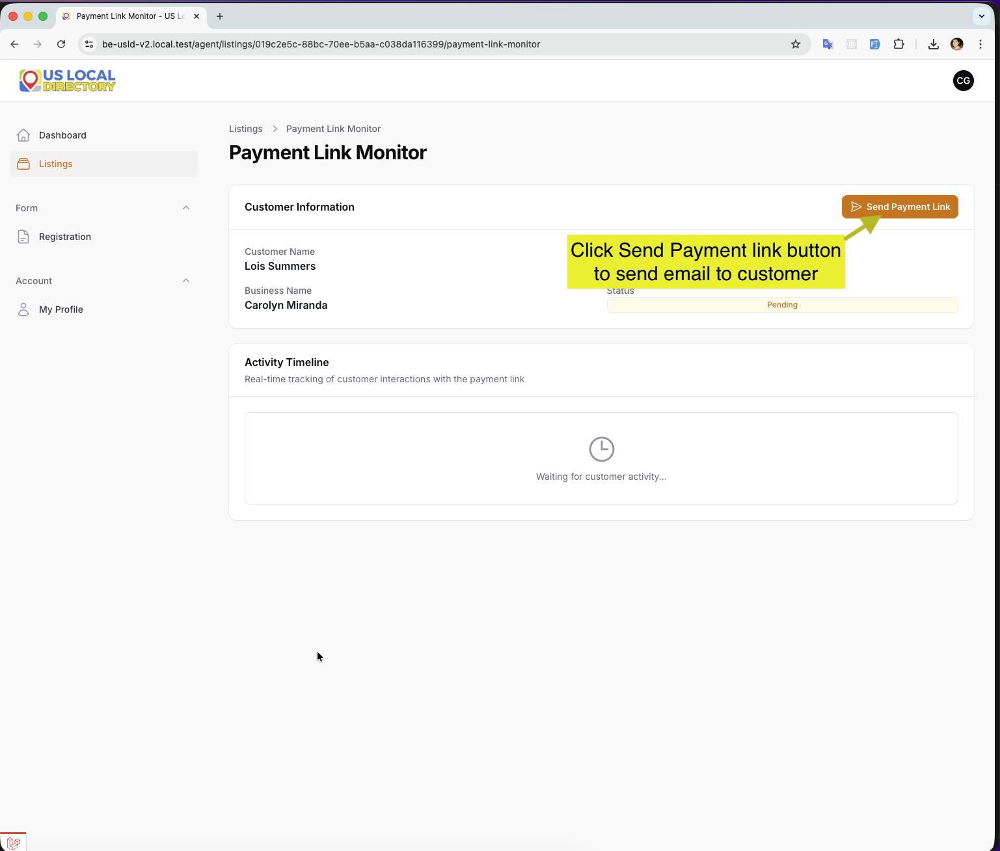 Payment Link Monitor - US Lo
be-usld-v2.local.test/agent/listings/019c2e5c-88bc-70ee-b5aa-c038da116399/payment-link-monitor
US LOCAL
DIRECTORY
CG
Dashboard
Listings
Form
Registration
Account
My Profile
Listings > Payment Link Monitor
Payment Link Monitor
Customer Information
Send Payment Link
Click Send Payment link button
to send email to customer
Customer Name
Lois Summers
Business Name
Carolyn Miranda
Status
Pending
Activity Timeline
Real-time tracking of customer interactions with the payment link
Waiting for customer activity...